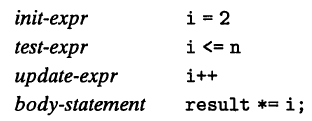 init-expr i = 2
test-expr i <= n
update-expr i++
body-statement result *= i;